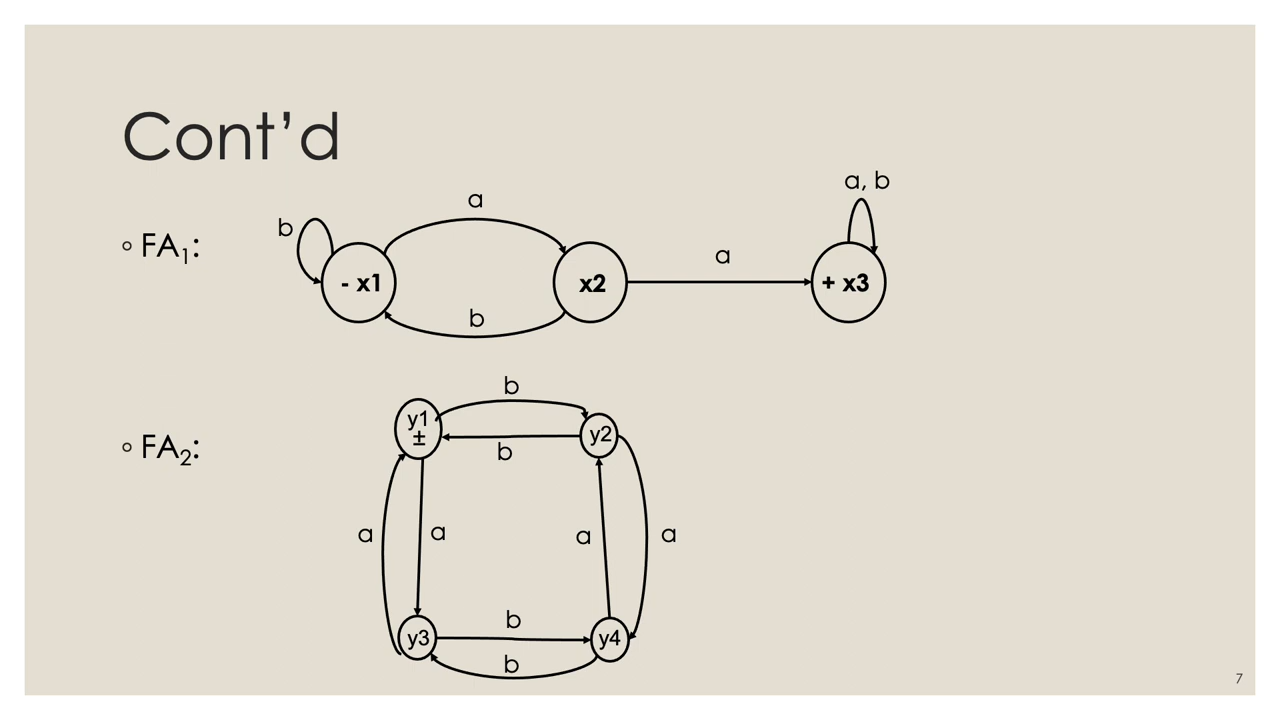 Cont'd
a, b
a
b
◦ FA₁:
a
- x1
x2
+ x3
b
b
y1
±
y2
◦ FA₂:
b
a
a
a
a
b
y3
y4
b
7